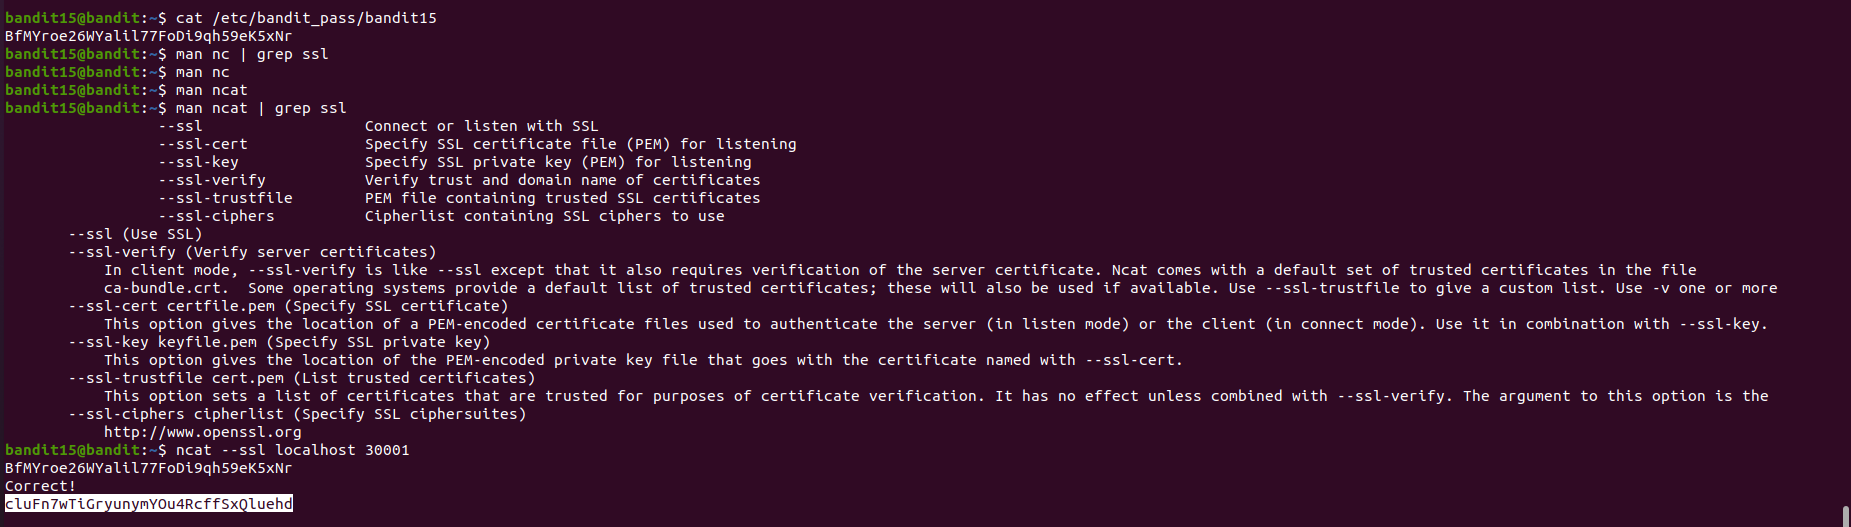 bandit15@bandit:~$ cat /etc/bandit_pass/bandit15
BfMYroe26WYalil77FoDi9qh59eK5xNr
bandit15@bandit:~$ man nc | grep ssl
bandit15@bandit:~$ man nc
bandit15@bandit:~$ man ncat
bandit15@bandit:~$ man ncat | grep ssl
--ssl Connect or listen with SSL
--ssl-cert Specify SSL certificate file (PEM) for listening
--ssl-key Specify SSL private key (PEM) for listening
--ssl-verify Verify trust and domain name of certificates
--ssl-trustfile PEM file containing trusted SSL certificates
--ssl-ciphers Cipherlist containing SSL ciphers to use
--ssl (Use SSL)
--ssl-verify (Verify server certificates)
In client mode, --ssl-verify is like --ssl except that it also requires verification of the server certificate. Ncat comes with a default set of trusted certificates in the file
ca-bundle.crt.  Some operating systems provide a default list of trusted certificates; these will also be used if available. Use --ssl-trustfile to give a custom list. Use -v one or more
--ssl-cert certfile.pem (Specify SSL certificate)
This option gives the location of a PEM-encoded certificate files used to authenticate the server (in listen mode) or the client (in connect mode). Use it in combination with --ssl-key.
--ssl-key keyfile.pem (Specify SSL private key)
This option gives the location of the PEM-encoded private key file that goes with the certificate named with --ssl-cert.
--ssl-trustfile cert.pem (List trusted certificates)
This option sets a list of certificates that are trusted for purposes of certificate verification. It has no effect unless combined with --ssl-verify. The argument to this option is the
--ssl-ciphers cipherlist (Specify SSL ciphersuites)
http://www.openssl.org
bandit15@bandit:~$ ncat --ssl localhost 30001
BfMYroe26WYalil77FoDi9qh59eK5xNr
Correct!
cluFn7wTiGryunymYOu4RcffSxQluehd